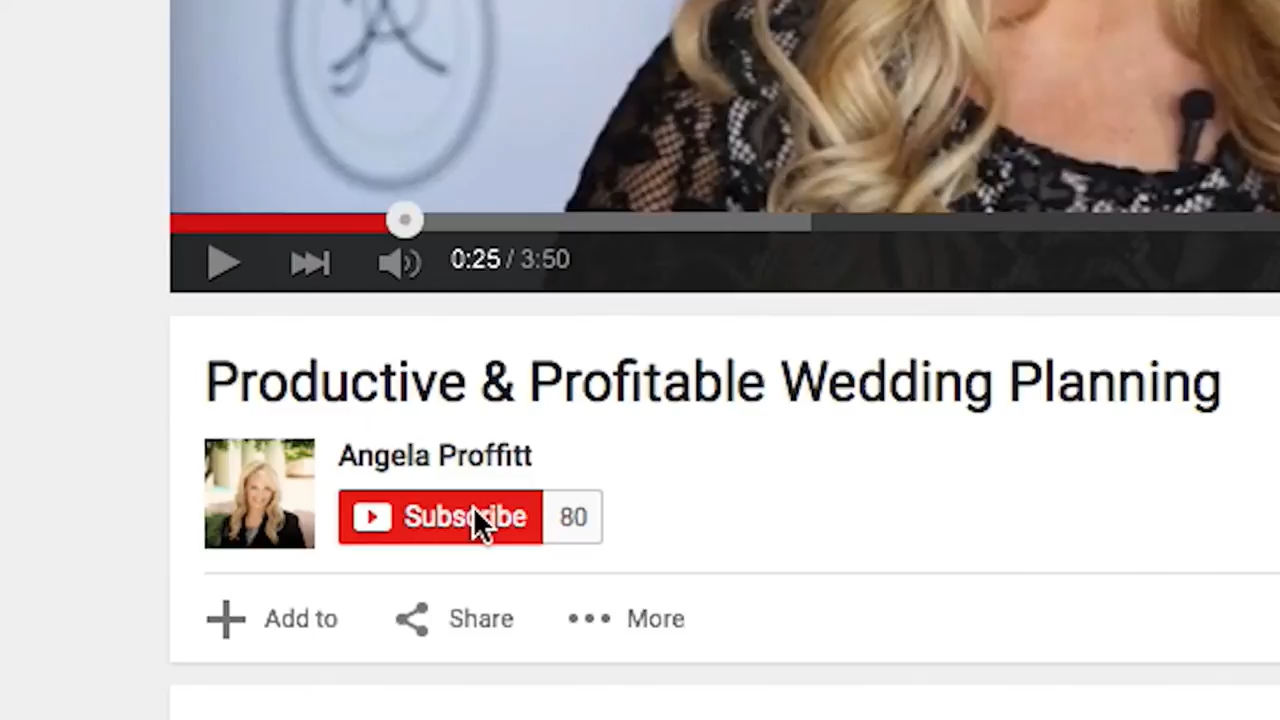 0:25 / 3:50
Productive & Profitable Wedding Planning
Angela Proffitt
Subscribe 80
Add to Share More